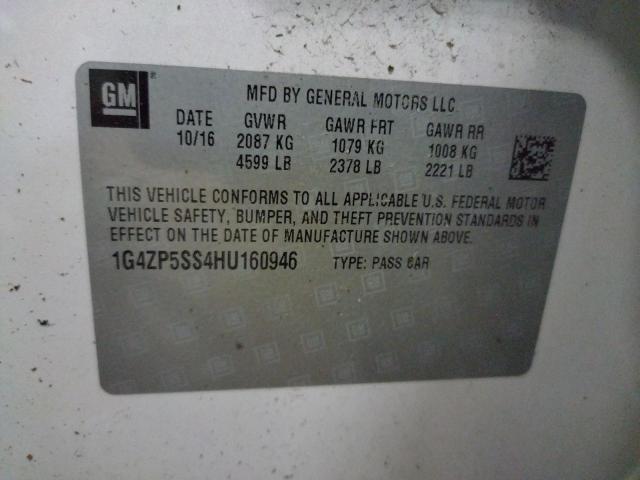 GM
MFD BY GENERAL MOTORS LLC
DATE GVWR GAWR FRT GAWR RR
10/16 2087 KG 1079 KG 1008 KG
4599 LB 2378 LB 2221 LB
THIS VEHICLE CONFORMS TO ALL APPLICABLE U.S. FEDERAL MOTOR
VEHICLE SAFETY, BUMPER, AND THEFT PREVENTION STANDARDS IN
EFFECT ON THE DATE OF MANUFACTURE SHOWN ABOVE.
1G4ZP5SS4HU160946 TYPE: PASS CAR